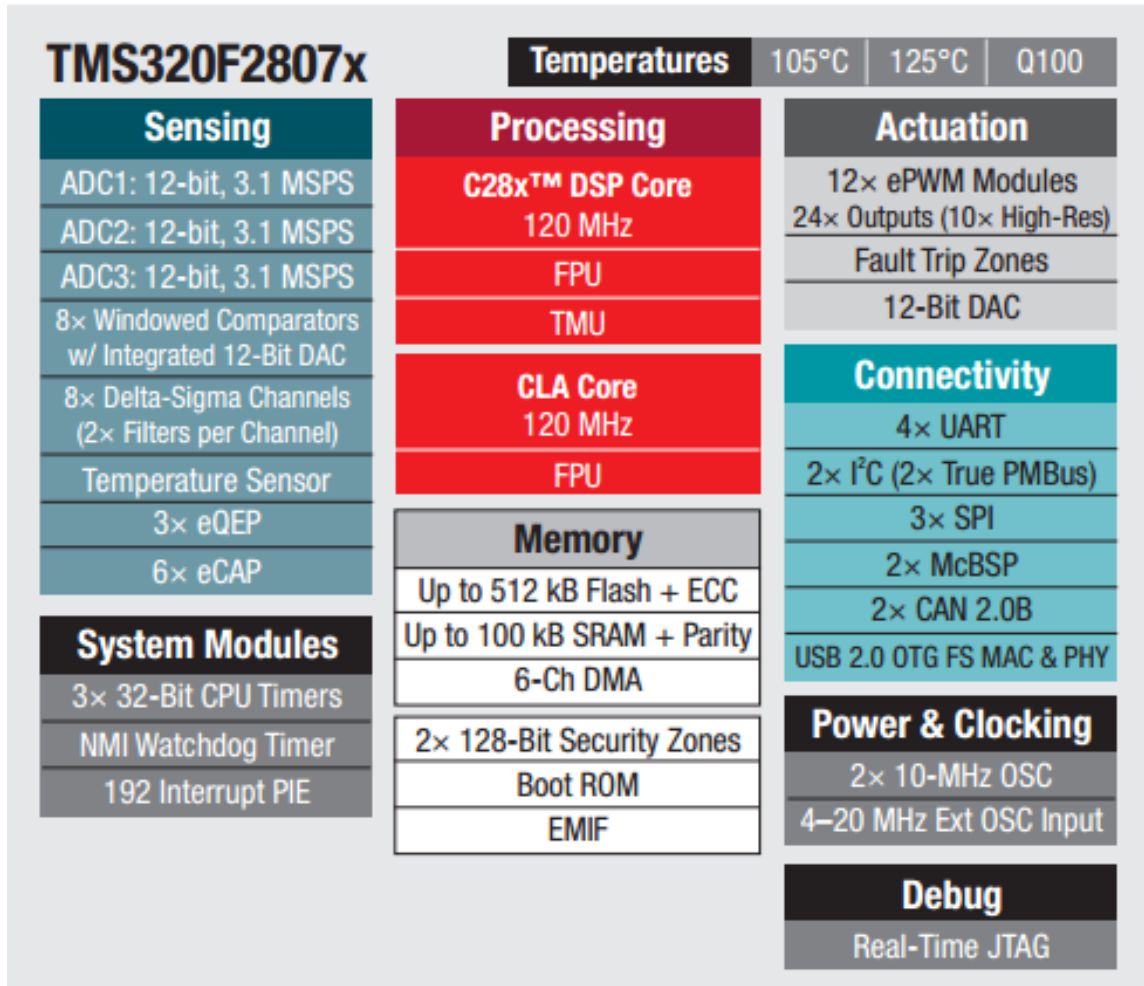 TMS320F2807x
Temperatures 105°C 125°C Q100
Sensing
ADC1: 12-bit, 3.1 MSPS
ADC2: 12-bit, 3.1 MSPS
ADC3: 12-bit, 3.1 MSPS
8× Windowed Comparators
w/ Integrated 12-Bit DAC
8× Delta-Sigma Channels
(2× Filters per Channel)
Temperature Sensor
3× eQEP
6× eCAP
System Modules
3× 32-Bit CPU Timers
NMI Watchdog Timer
192 Interrupt PIE
Processing
C28x™ DSP Core
120 MHz
FPU
TMU
CLA Core
120 MHz
FPU
Memory
Up to 512 kB Flash + ECC
Up to 100 kB SRAM + Parity
6-Ch DMA
2× 128-Bit Security Zones
Boot ROM
EMIF
Actuation
12× ePWM Modules
24× Outputs (10× High-Res)
Fault Trip Zones
12-Bit DAC
Connectivity
4× UART
2× I²C (2× True PMBus)
3× SPI
2× McBSP
2× CAN 2.0B
USB 2.0 OTG FS MAC & PHY
Power & Clocking
2× 10-MHz OSC
4–20 MHz Ext OSC Input
Debug
Real-Time JTAG